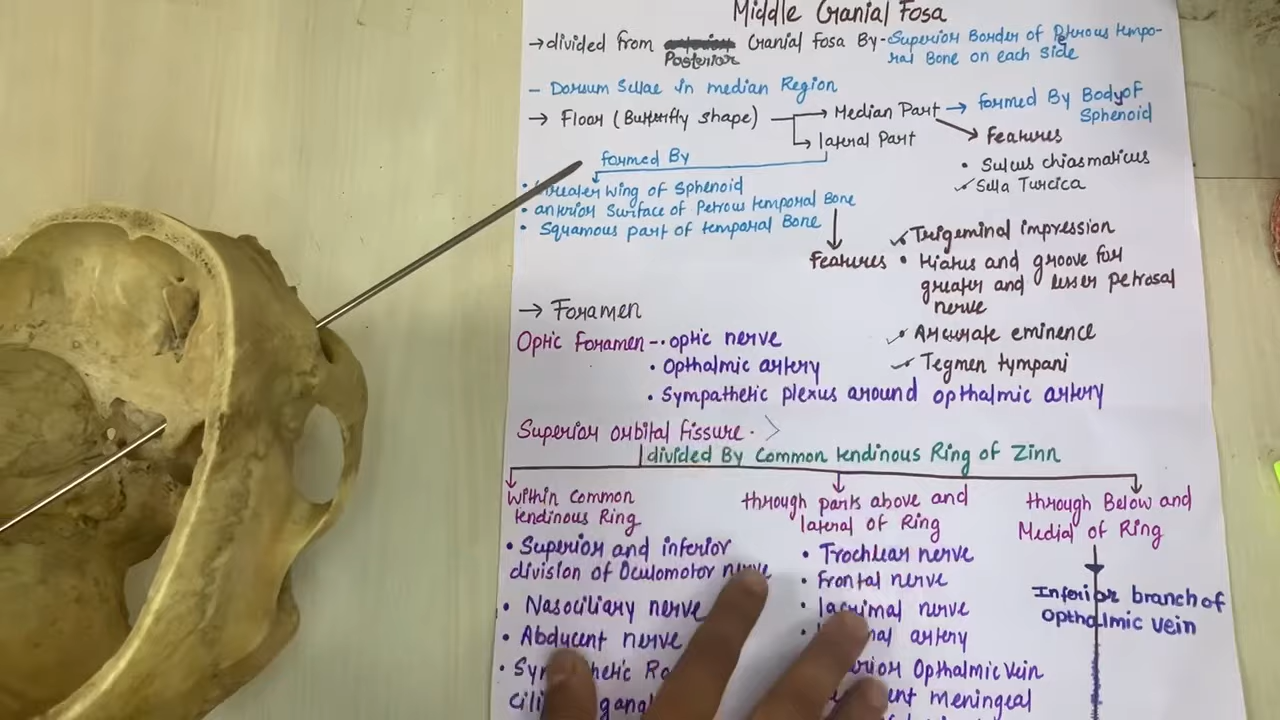 Middle Cranial Fosa
→divided from Posterior Cranial Fosa By-Superior Border of Petrous tempo-
ral Bone on each side
- Dorsum Sellae in median Region
→ Floor (Butterfly shape) → Median Part → formed By Body of
Sphenoid
→ lateral Part
Features
• Sulcus chiasmaticus
✓ Sella Turcica
formed By
• Greater wing of Sphenoid
• anterior Surface of Petrous temporal Bone
• Squamous part of temporal Bone
Features
✓ Trigeminal impression
• Hiatus and groove for
greater and lesser petrosal
nerve
✓ Arcurate eminence
✓ Tegmen tympani
→ Foramen
Optic Foramen -• optic nerve
• Opthalmic artery
• Sympathetic plexus around opthalmic artery
Superior orbital fissure.
divided By Common tendinous Ring of Zinn
within Common
tendinous Ring
• Superior and inferior
division of Oculomotor nerve
• Nasociliary nerve
• Abducent nerve
through parts above and
lateral of Ring
• Trochlear nerve
• Frontal nerve
• lacrimal nerve
artery
Opthalmic Vein
meningeal
through Below and
Medial of Ring
Inferior branch of
Opthalmic vein